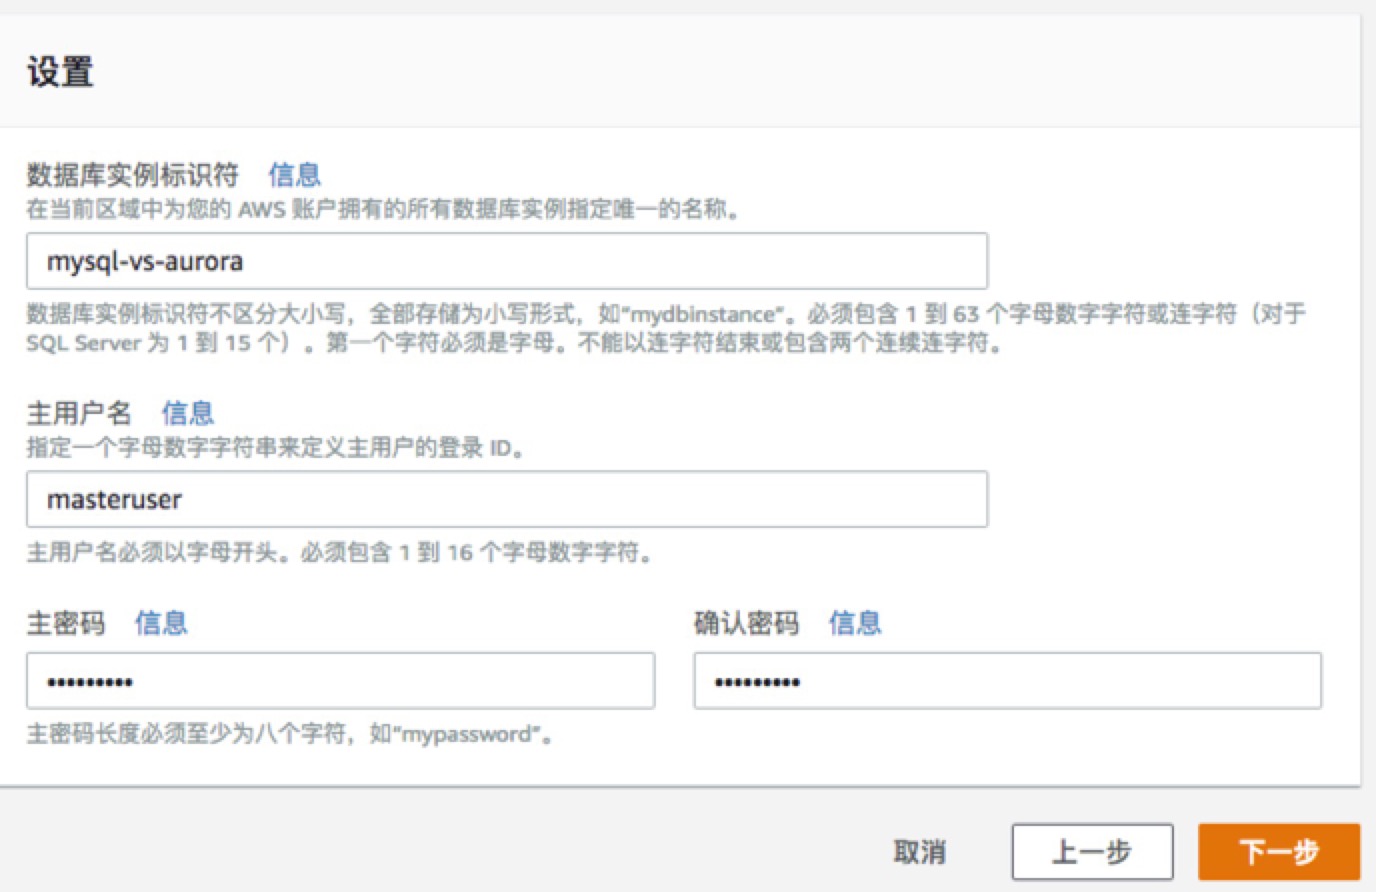 设置
数据库实例标识符 信息
在当前区域中为您的 AWS 账户拥有的所有数据库实例指定唯一的名称。
mysql-vs-aurora
数据库实例标识符不区分大小写，全部存储为小写形式，如“mydbinstance”。必须包含 1 到 63 个字母数字字符或连字符（对于
SQL Server 为 1 到 15 个）。第一个字符必须是字母。不能以连字符结束或包含两个连续连字符。
主用户名 信息
指定一个字母数字字符串来定义主用户的登录 ID。
masteruser
主用户名必须以字母开头。必须包含 1 到 16 个字母数字字符。
主密码 信息 确认密码 信息
••••••••• •••••••••
主密码长度必须至少为八个字符，如“mypassword”。
取消 上一步 下一步